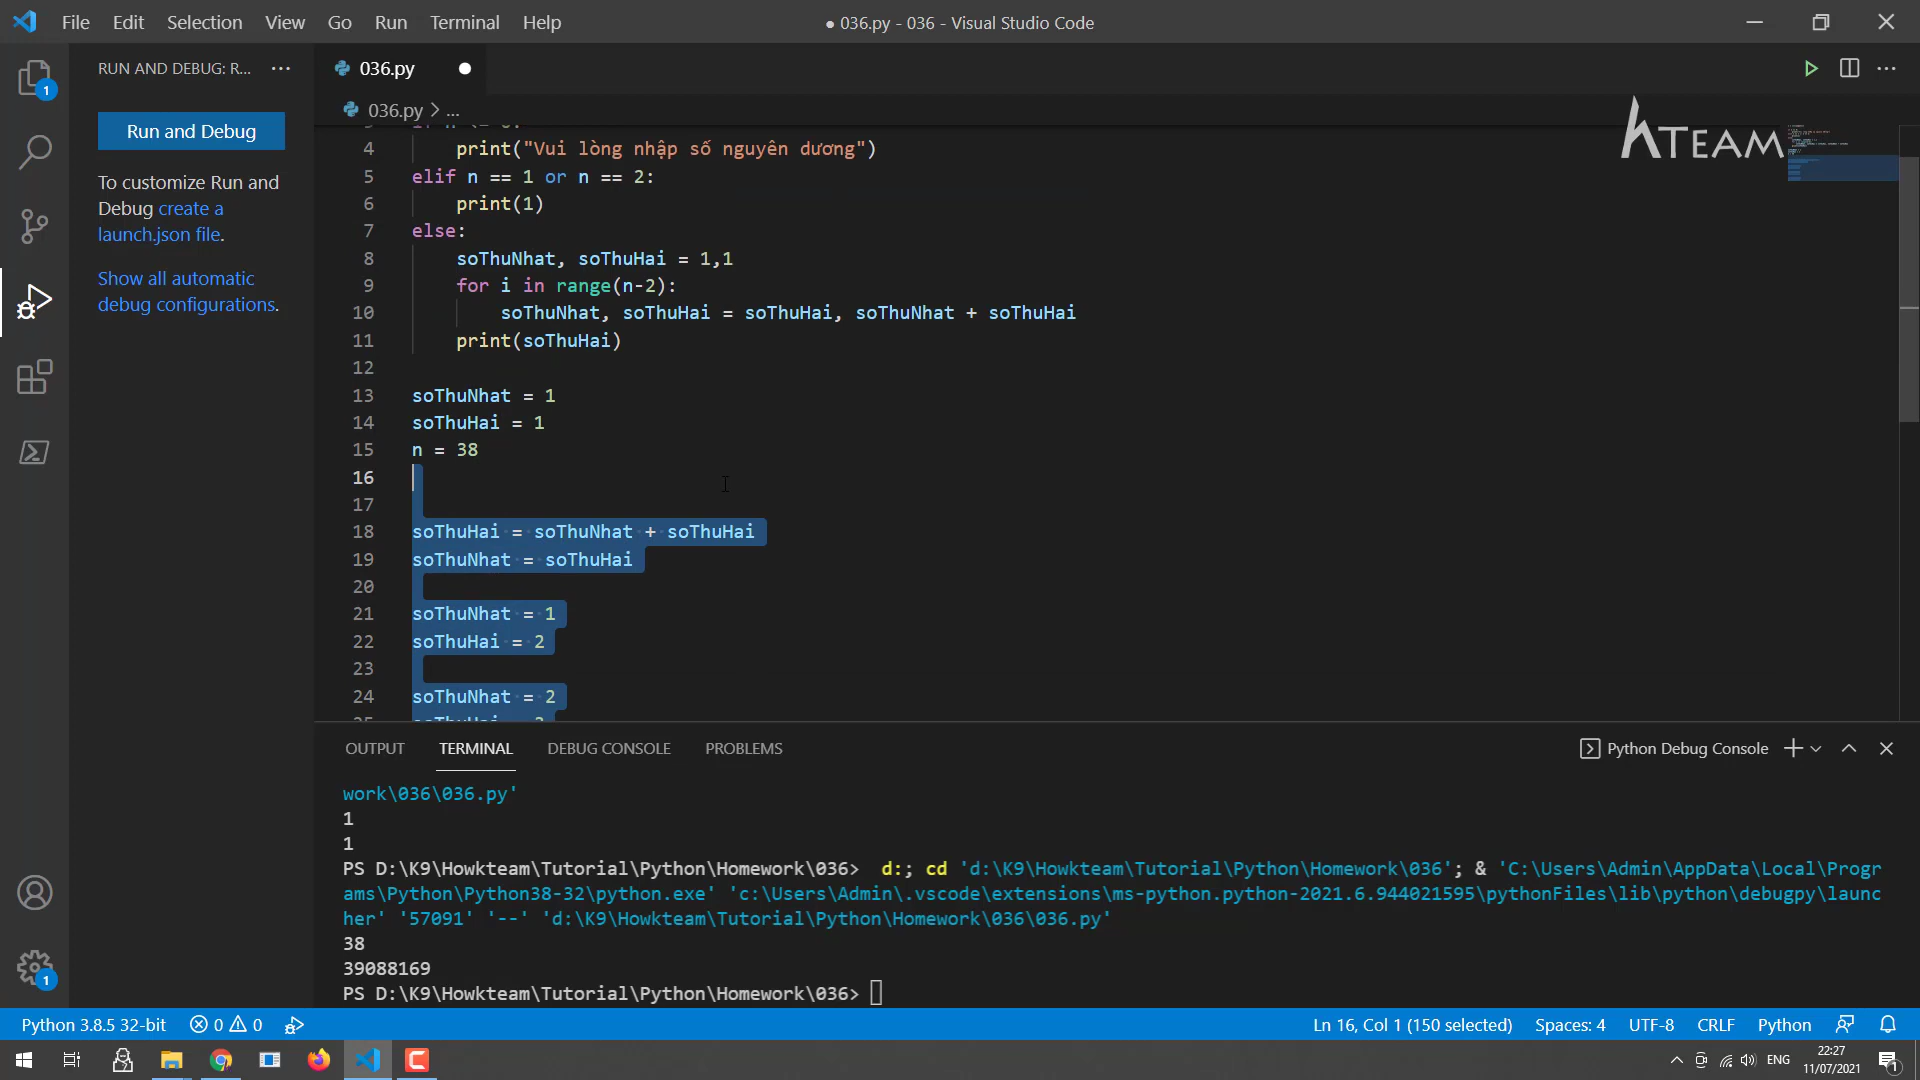 File Edit Selection View Go Run Terminal Help
● 036.py - 036 - Visual Studio Code
RUN AND DEBUG: R... ···
036.py
Run and Debug
036.py > ...
HTEAM
1
To customize Run and
Debug create a
launch.json file.
Show all automatic
debug configurations.
4 print("Vui lòng nhập số nguyên dương")
5 elif n == 1 or n == 2:
6 print(1)
7 else:
8 soThuNhat, soThuHai = 1,1
9 for i in range(n-2):
10 soThuNhat, soThuHai = soThuHai, soThuNhat + soThuHai
11 print(soThuHai)
12
13 soThuNhat = 1
14 soThuHai = 1
15 n = 38
16
17
18 soThuHai = soThuNhat + soThuHai
19 soThuNhat = soThuHai
20
21 soThuNhat = 1
22 soThuHai = 2
23
24 soThuNhat = 2
OUTPUT TERMINAL DEBUG CONSOLE PROBLEMS
Python Debug Console
work\036\036.py'
1
1
PS D:\K9\Howkteam\Tutorial\Python\Homework\036> d:; cd 'd:\K9\Howkteam\Tutorial\Python\Homework\036'; & 'C:\Users\Admin\AppData\Local\Progr
ams\Python\Python38-32\python.exe' 'c:\Users\Admin\.vscode\extensions\ms-python.python-2021.6.944021595\pythonFiles\lib\python\debugpy\launc
her' '57091' '--' 'd:\K9\Howkteam\Tutorial\Python\Homework\036\036.py'
38
39088169
PS D:\K9\Howkteam\Tutorial\Python\Homework\036>
1
Python 3.8.5 32-bit 0 0
Ln 16, Col 1 (150 selected) Spaces: 4 UTF-8 CRLF Python
ENG
22:27
11/07/2021
1